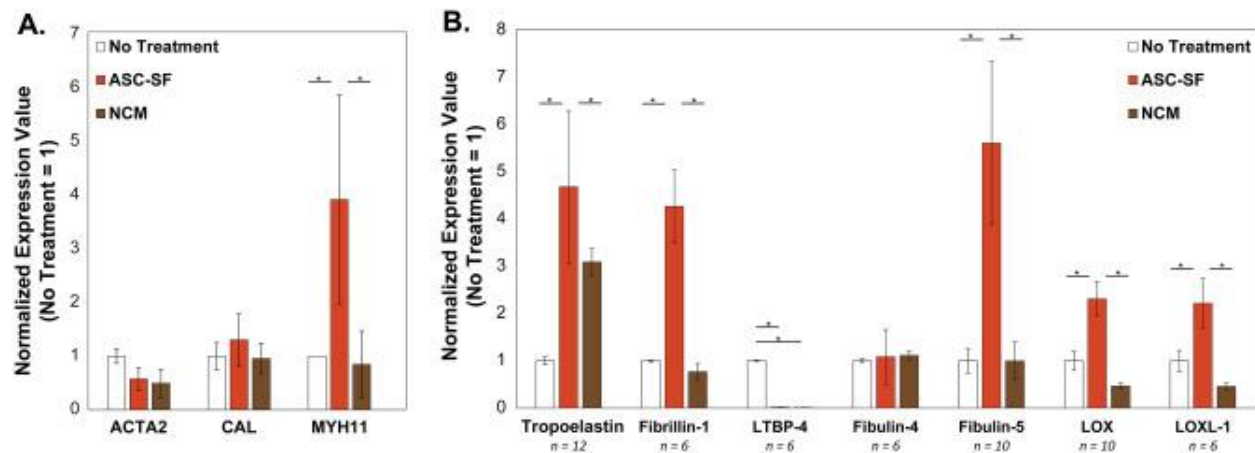 A.
Normalized Expression Value
(No Treatment = 1)
7
6
5
4
3
2
1
0
No Treatment
ASC-SF
NCM
* *
ACTA2 CAL MYH11
B.
Normalized Expression Value
(No Treatment = 1)
8
7
6
5
4
3
2
1
0
No Treatment
ASC-SF
NCM
* *
* * * *
* *
* *
*
*
Tropoelastin Fibrillin-1 LTBP-4 Fibulin-4 Fibulin-5 LOX LOXL-1
n = 12 n = 6 n = 6 n = 6 n = 10 n = 10 n = 6